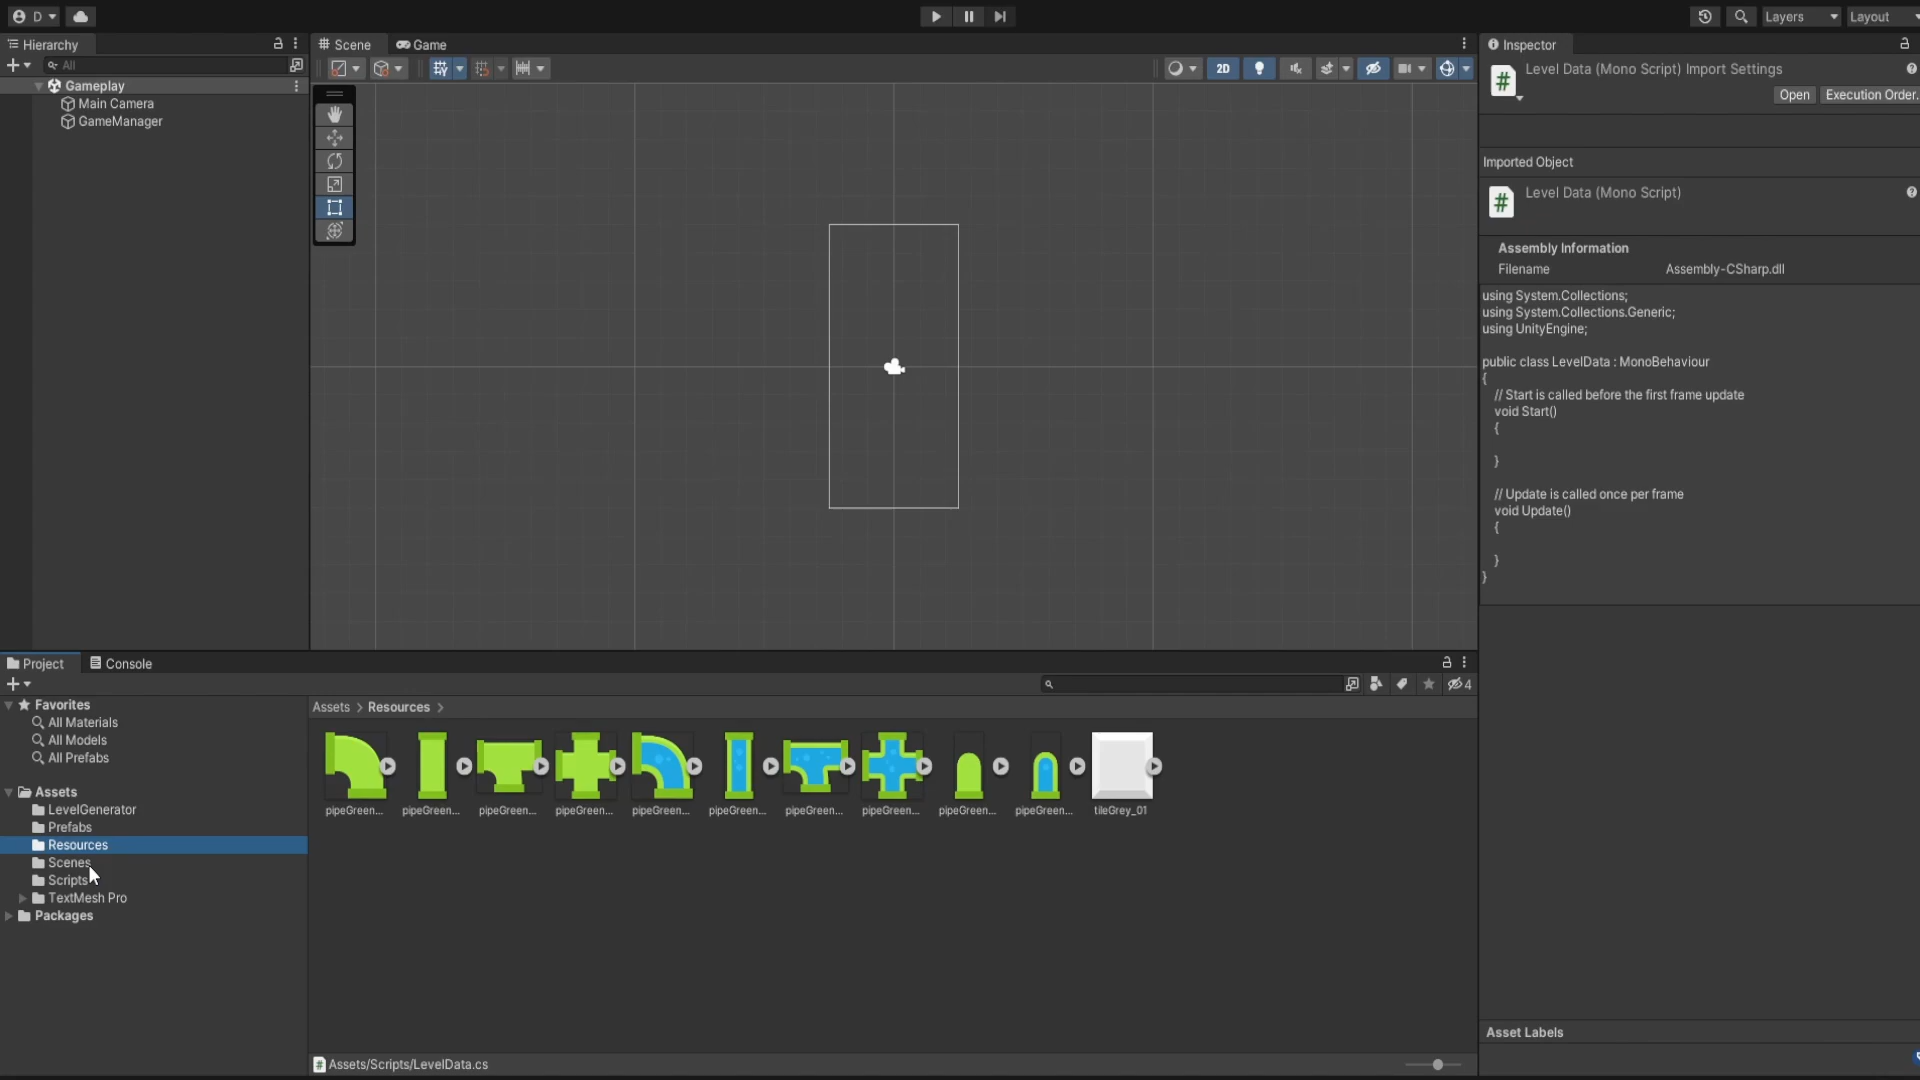 D
Layers
Layout
Hierarchy
All
Gameplay
Main Camera
GameManager
Scene
Game
2D
Inspector
Level Data (Mono Script) Import Settings
Open
Execution Order.
Imported Object
Level Data (Mono Script)
Assembly Information
Filename Assembly-CSharp.dll
using System.Collections;
using System.Collections.Generic;
using UnityEngine;
public class LevelData : MonoBehaviour
{
// Start is called before the first frame update
void Start()
{
}
// Update is called once per frame
void Update()
{
}
}
Project
Console
4
Favorites
All Materials
All Models
All Prefabs
Assets
LevelGenerator
Prefabs
Resources
Scenes
Scripts
TextMesh Pro
Packages
Assets > Resources >
pipeGreen... pipeGreen... pipeGreen... pipeGreen... pipeGreen... pipeGreen... pipeGreen... pipeGreen... pipeGreen... pipeGreen... tileGrey_01
Assets/Scripts/LevelData.cs
Asset Labels